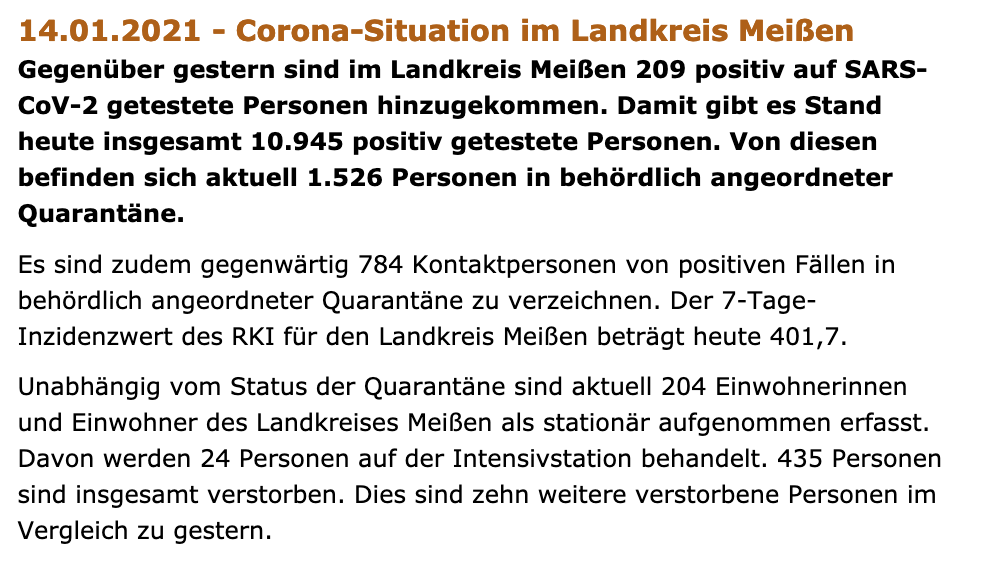 14.01.2021 - Corona-Situation im Landkreis Meißen
Gegenüber gestern sind im Landkreis Meißen 209 positiv auf SARS-
CoV-2 getestete Personen hinzugekommen. Damit gibt es Stand
heute insgesamt 10.945 positiv getestete Personen. Von diesen
befinden sich aktuell 1.526 Personen in behördlich angeordneter
Quarantäne.
Es sind zudem gegenwärtig 784 Kontaktpersonen von positiven Fällen in
behördlich angeordneter Quarantäne zu verzeichnen. Der 7-Tage-
Inzidenzwert des RKI für den Landkreis Meißen beträgt heute 401,7.
Unabhängig vom Status der Quarantäne sind aktuell 204 Einwohnerinnen
und Einwohner des Landkreises Meißen als stationär aufgenommen erfasst.
Davon werden 24 Personen auf der Intensivstation behandelt. 435 Personen
sind insgesamt verstorben. Dies sind zehn weitere verstorbene Personen im
Vergleich zu gestern.